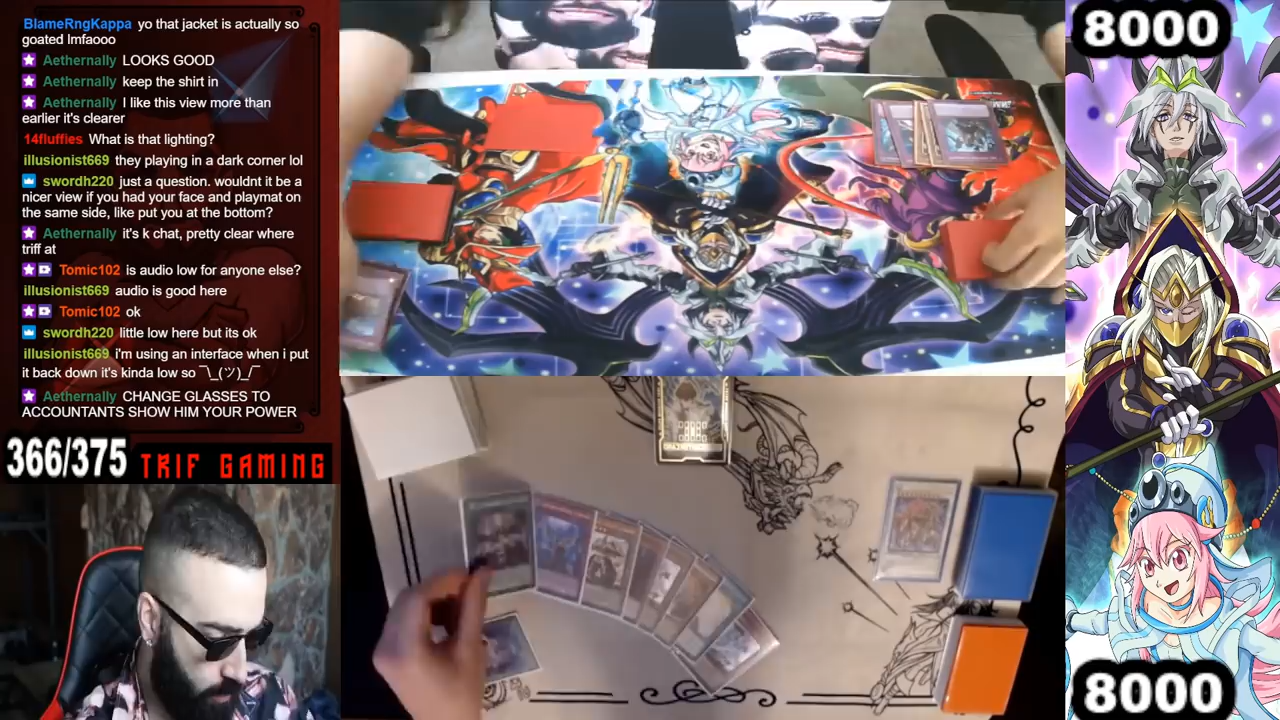 BlameRngKappa yo that jacket is actually so
goated lmfaooo
Aethernally LOOKS GOOD
Aethernally keep the shirt in
Aethernally I like this view more than
earlier it's clearer
14fluffies What is that lighting?
illusionist669 they playing in a dark corner lol
swordh220 just a question. wouldnt it be a
nicer view if you had your face and playmat on
the same side, like put you at the bottom?
Aethernally it's k chat, pretty clear where
triff at
Tomic102 is audio low for anyone else?
illusionist669 audio is good here
Tomic102 ok
swordh220 little low here but its ok
illusionist669 i'm using an interface when i put
it back down it's kinda low so ¯\_(ツ)_/¯
Aethernally CHANGE GLASSES TO
ACCOUNTANTS SHOW HIM YOUR POWER
366/375 TRIF GAMING
8000
8000